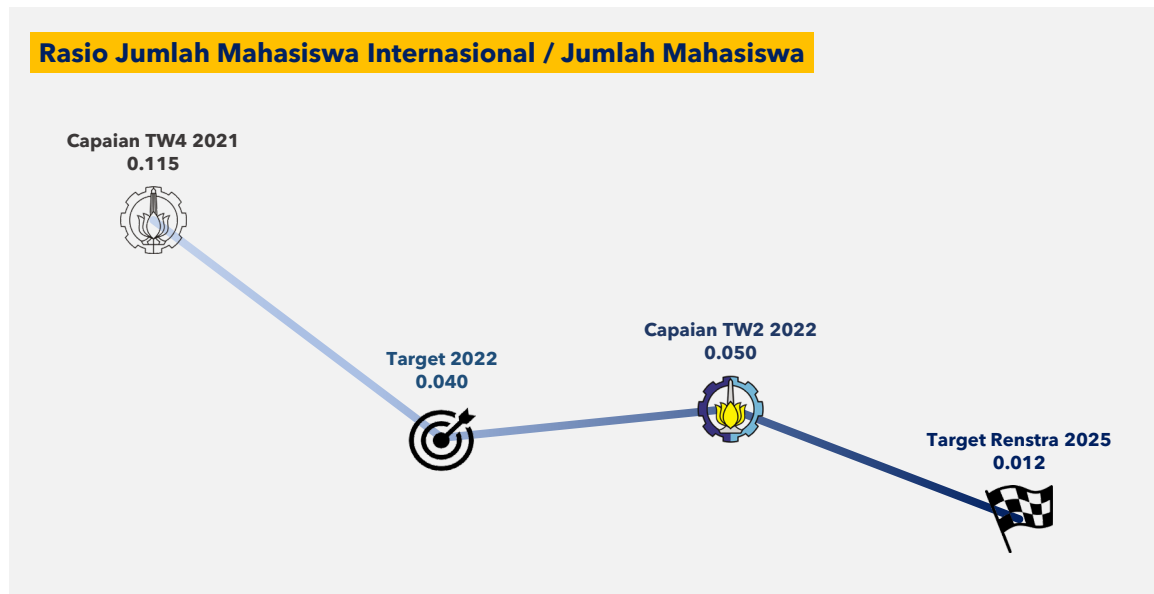 Rasio Jumlah Mahasiswa Internasional / Jumlah Mahasiswa
Capaian TW4 2021
0.115
Target 2022
0.040
Capaian TW2 2022
0.050
Target Renstra 2025
0.012